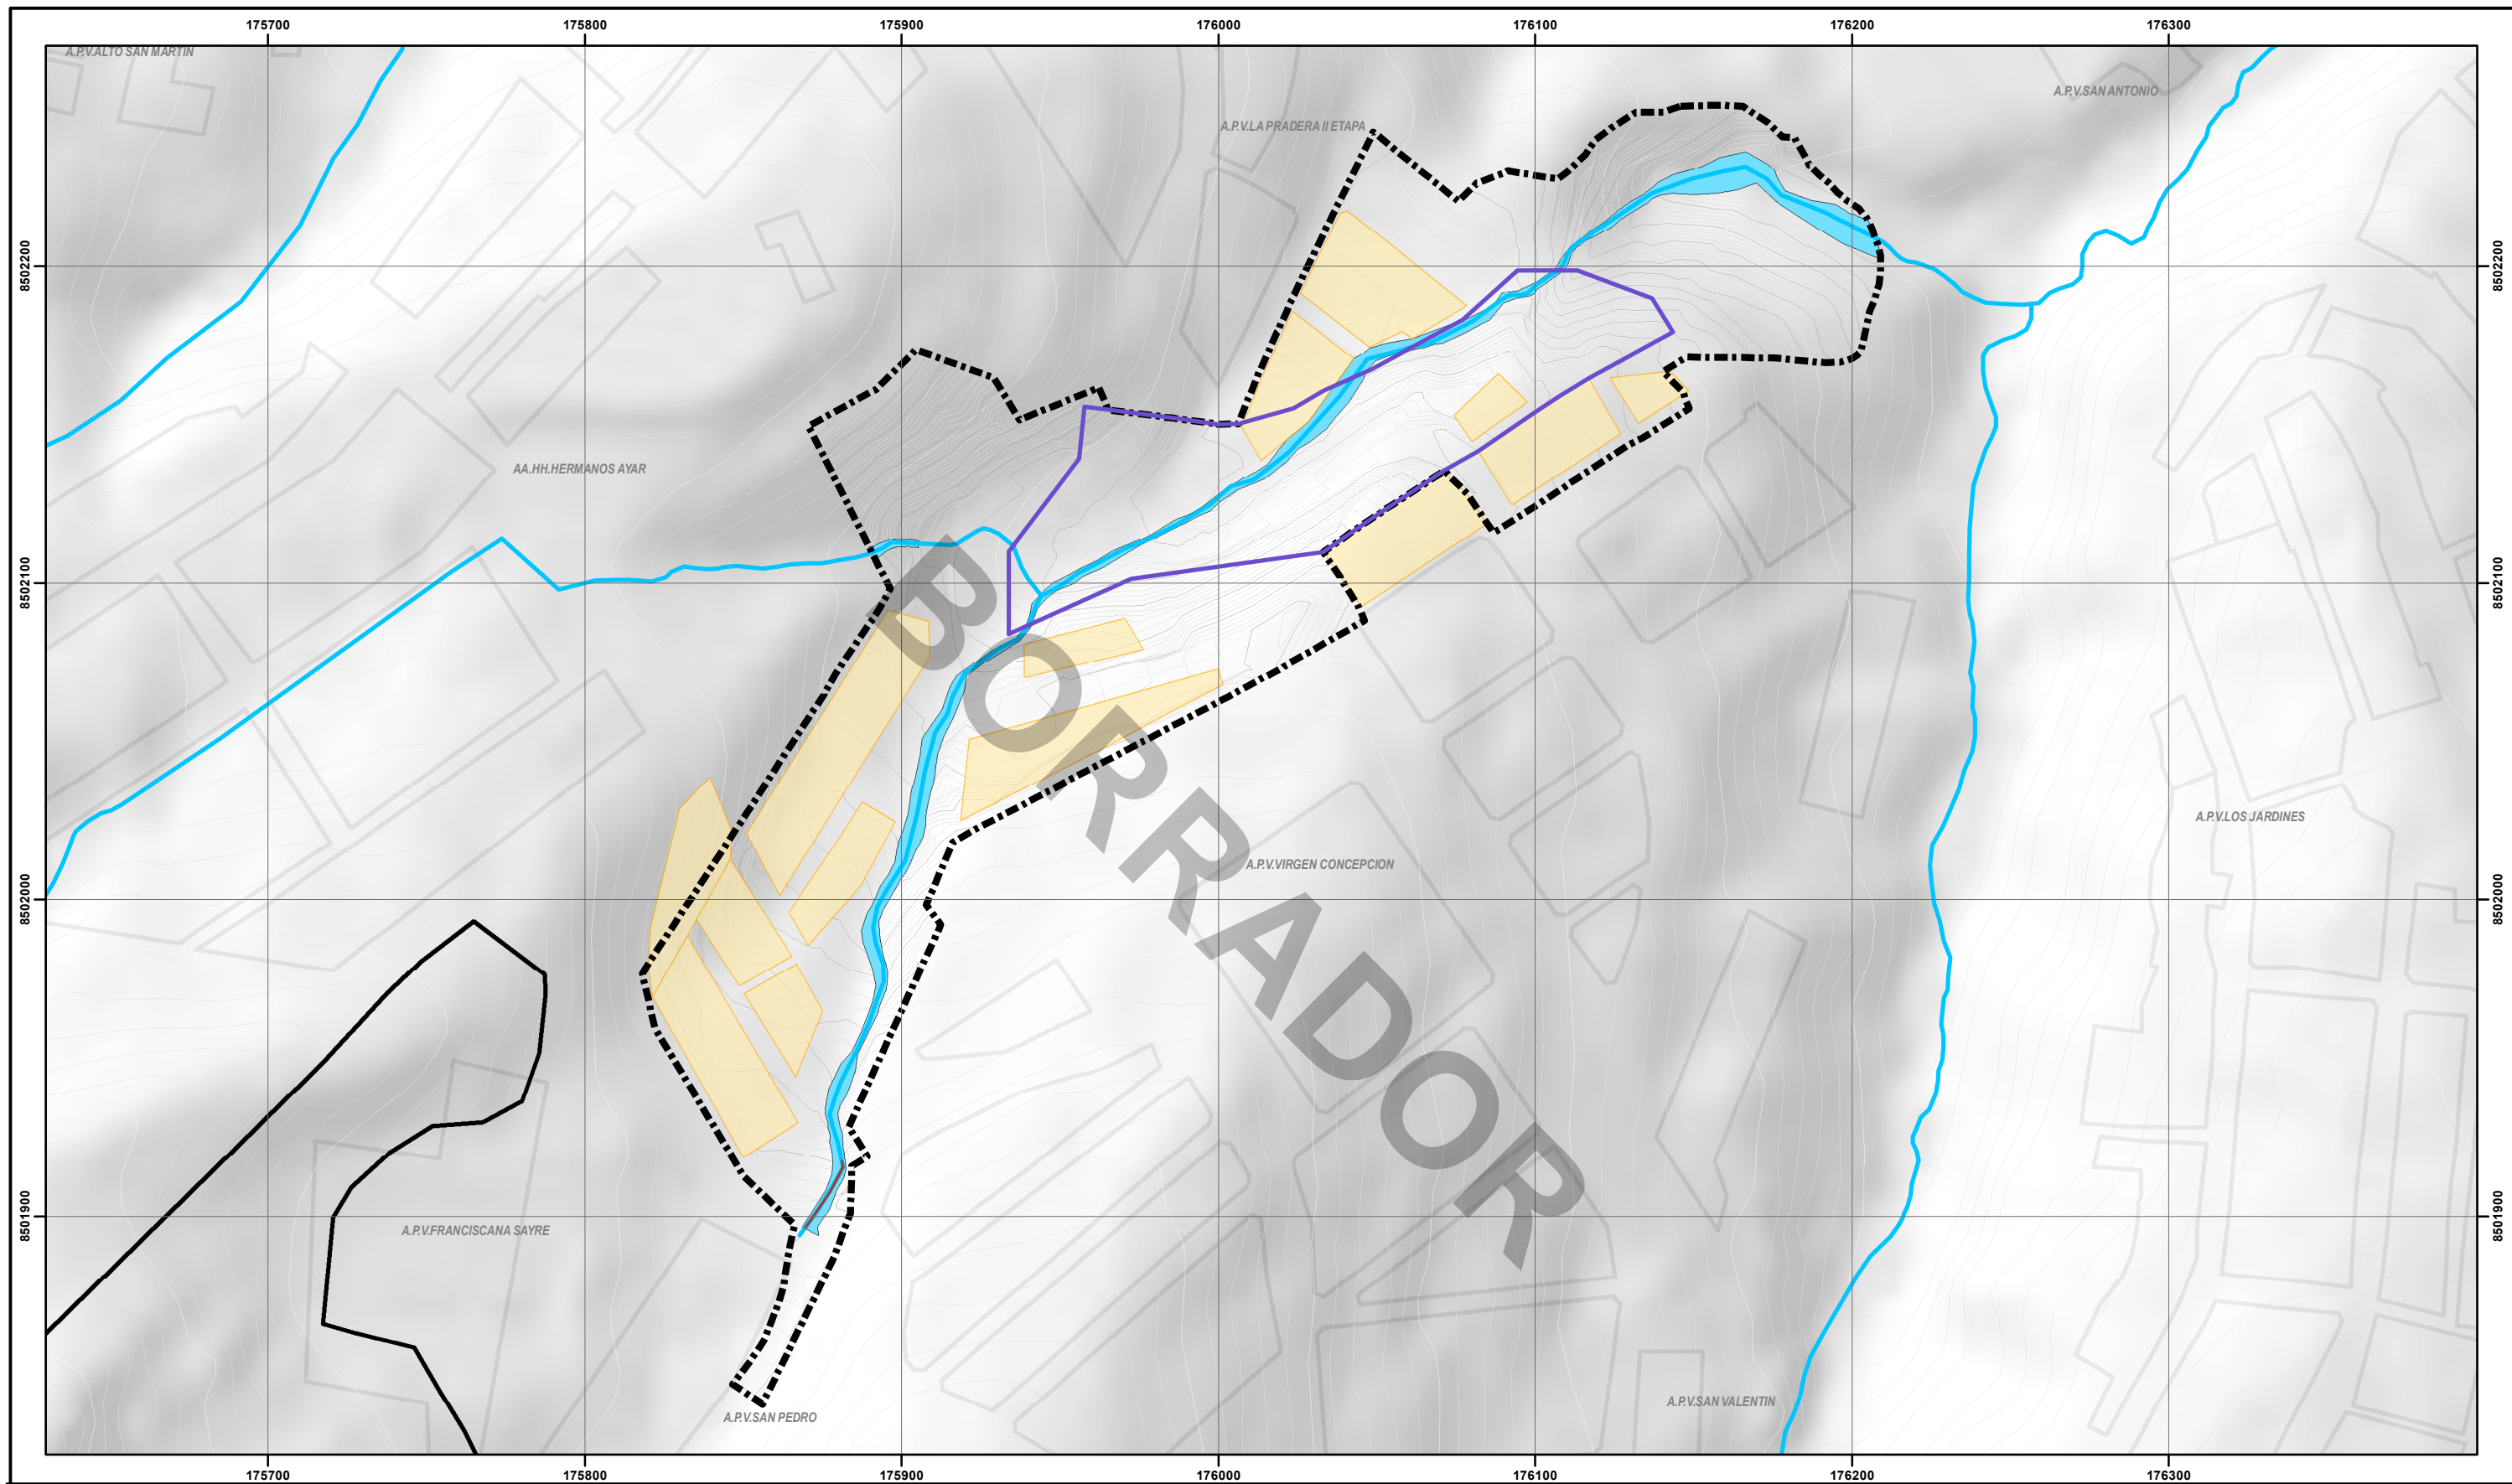 175700 175800 175900 176000 176100 176200 176300
A.P.V.ALTO SAN MARTIN
A.P.V.SAN ANTONIO
A.P.V.LA PRADERA II ETAPA
8502200 8502200
AA.HH.HERMANOS AYAR
8502100 8502100
BORRADOR
A.P.V.LOS JARDINES
A.P.V.VIRGEN CONCEPCION
8502000 8502000
8501900 8501900
A.P.V.FRANCISCANA SAYRE
A.P.V.SAN VALENTIN
A.P.V.SAN PEDRO
175700 175800 175900 176000 176100 176200 176300